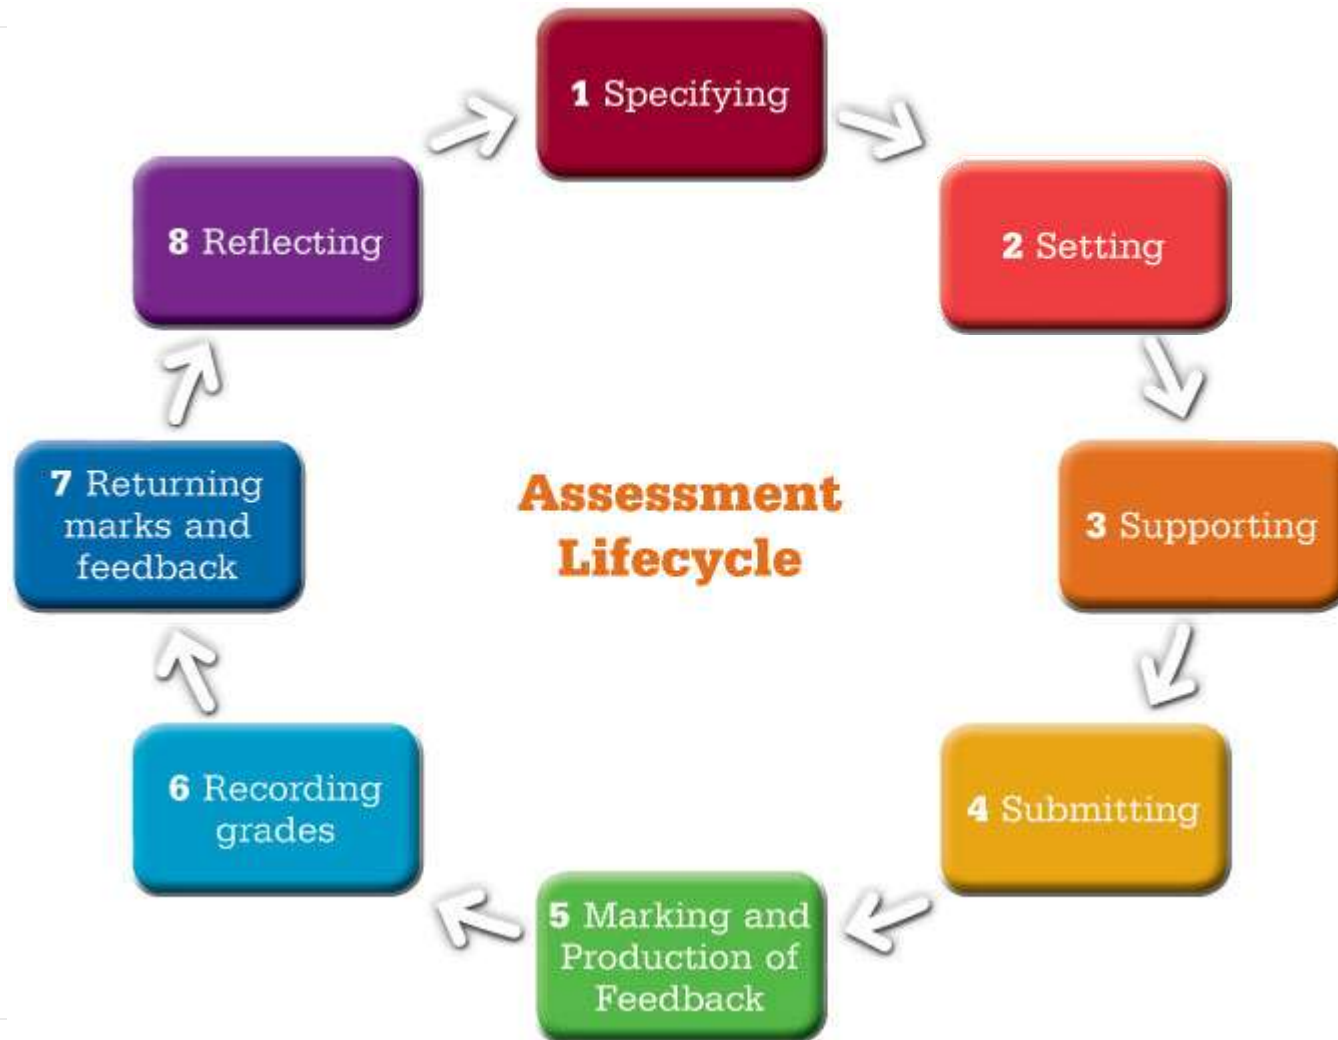 1 Specifying
2 Setting
3 Supporting
4 Submitting
5 Marking and
Production of
Feedback
6 Recording
grades
7 Returning
marks and
feedback
8 Reflecting
Assessment
Lifecycle